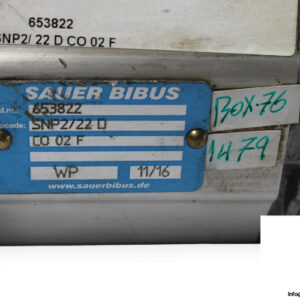 653822
SNP2/ 22 D CO 02 F
SAUER BIBUS
653822
SNP2/22 D
CO 02 F
WP 11/16
www.sauerbibus.de
BOX-76
1479